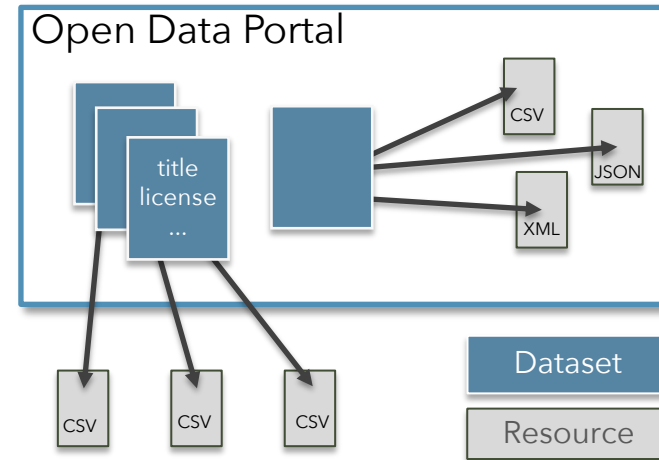 Open Data Portal
title
license
...
CSV
JSON
XML
CSV
CSV
CSV
Dataset
Resource